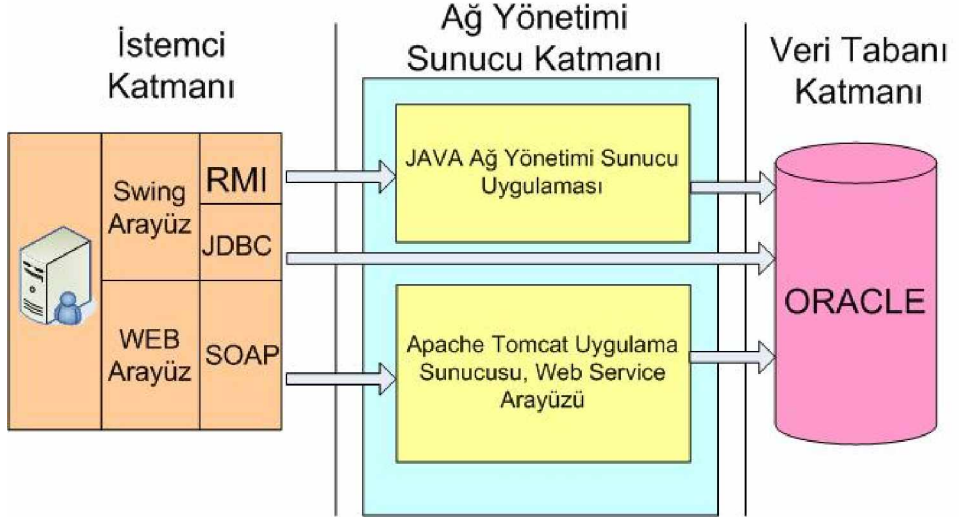 İstemci
Katmanı
Ağ Yönetimi
Sunucu Katmanı
Veri Tabanı
Katmanı
Swing
Arayüz
RMI
JDBC
WEB
Arayüz
SOAP
JAVA Ağ Yönetimi Sunucu
Uygulaması
Apache Tomcat Uygulama
Sunucusu, Web Service
Arayüzü
ORACLE